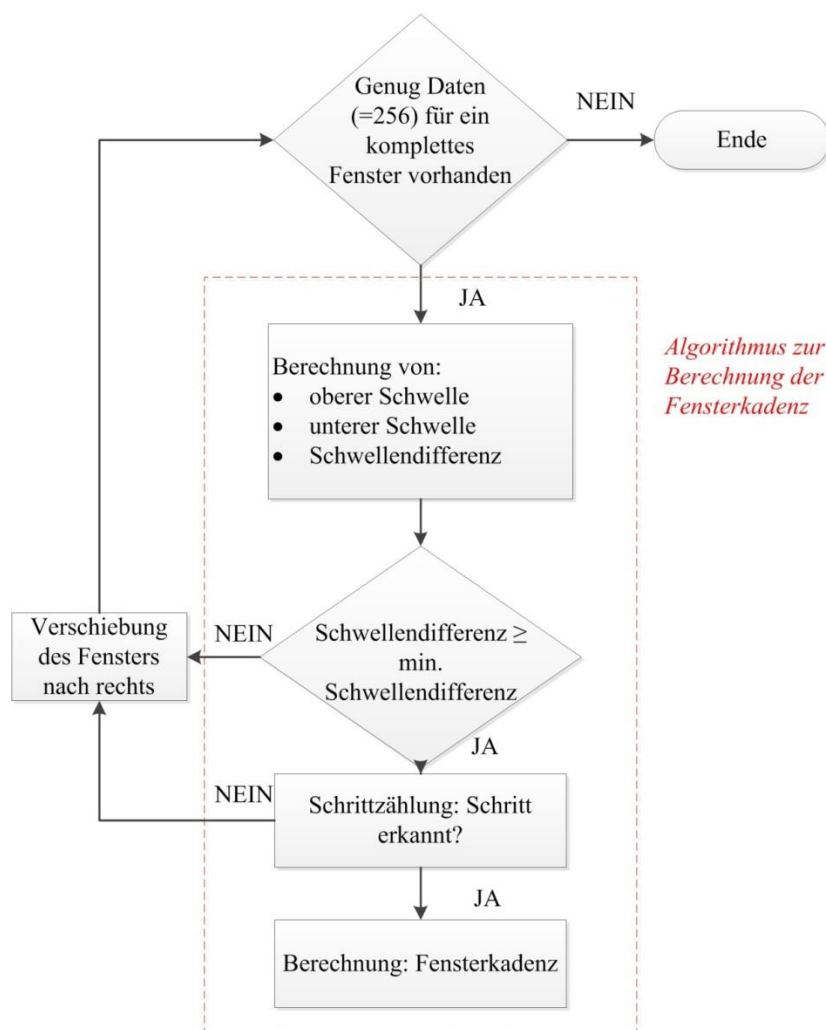 Genug Daten
(=256) für ein
komplettes
Fenster vorhanden
NEIN
Ende
JA
Berechnung von:
• oberer Schwelle
• unterer Schwelle
• Schwellendifferenz
Algorithmus zur
Berechnung der
Fensterkadenz
Verschiebung
des Fensters
nach rechts
NEIN
Schwellendifferenz ≥
min.
Schwellendifferenz
JA
NEIN
Schrittzählung: Schritt
erkannt?
JA
Berechnung: Fensterkadenz